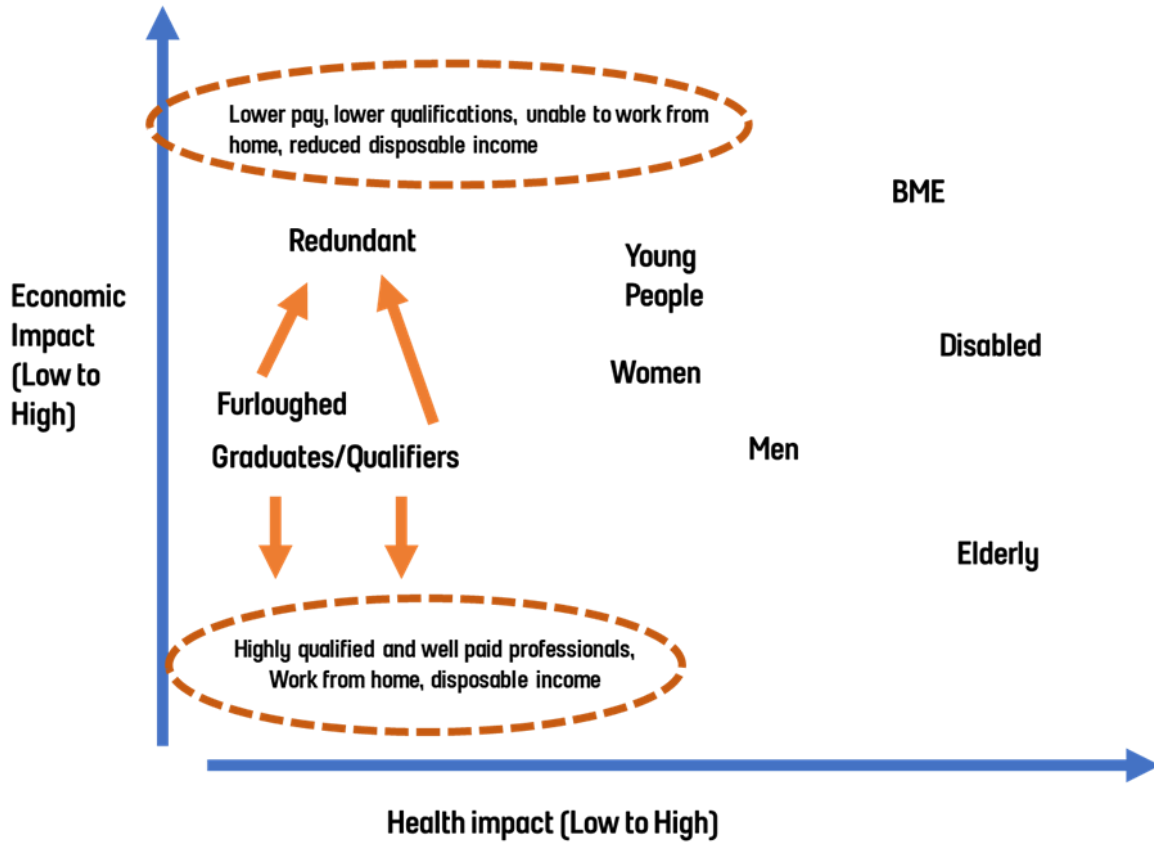 Lower pay, lower qualifications, unable to work from
home, reduced disposable income
BME
Redundant
Young
People
Economic
Impact
(Low to
High)
Disabled
Women
Furloughed
Graduates/Qualifiers
Men
Elderly
Highly qualified and well paid professionals,
Work from home, disposable income
Health impact (Low to High)